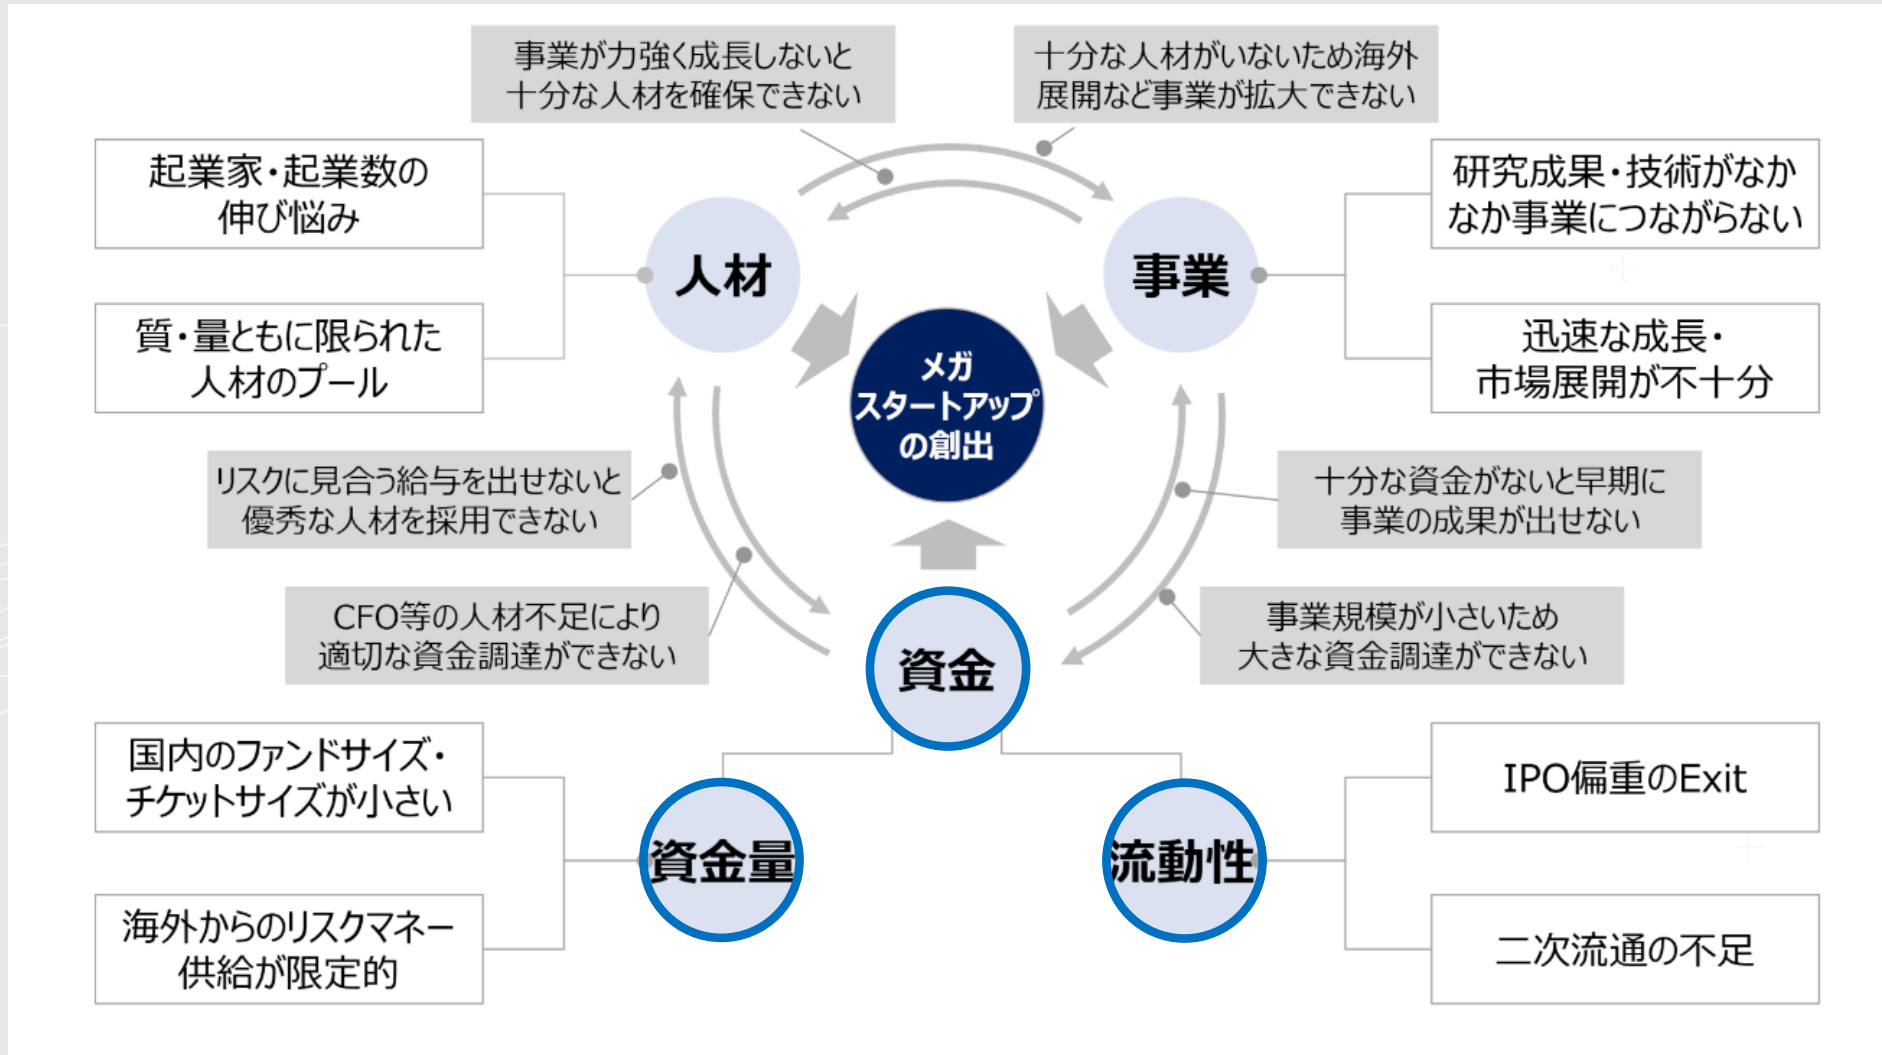 事業が力強く成長しないと
十分な人材を確保できない
十分な人材がいないため海外
展開など事業が拡大できない
起業家・起業数の
伸び悩み
質・量ともに限られた
人材のプール
人材
事業
研究成果・技術がなか
なか事業につながらない
迅速な成長・
市場展開が不十分
メガ
スタートアップ
の創出
リスクに見合う給与を出せないと
優秀な人材を採用できない
十分な資金がないと早期に
事業の成果が出せない
CFO等の人材不足により
適切な資金調達ができない
事業規模が小さいため
大きな資金調達ができない
資金
国内のファンドサイズ・
チケットサイズが小さい
海外からのリスクマネー
供給が限定的
資金量
流動性
IPO偏重のExit
二次流通の不足